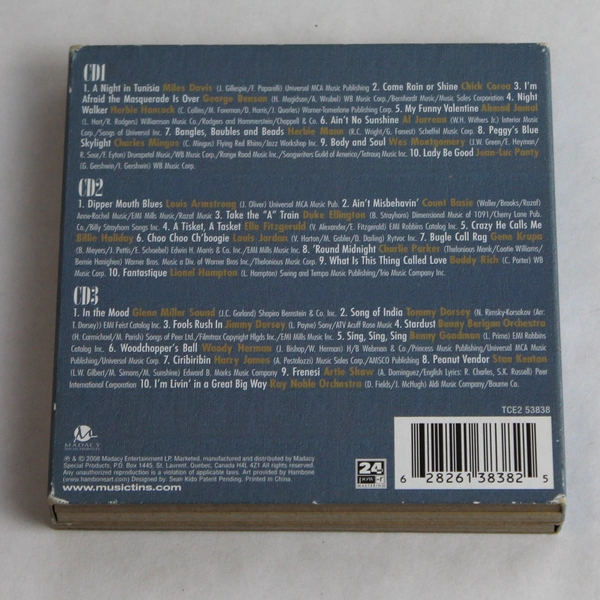 CD1
1. A Night in Tunisia Miles Davis (J. Gillespie/F. Paparelli) Universal MCA Music Publishing 2. Come Rain or Shine Chick Corea 3. I'm
Afraid the Masquerade Is Over George Benson (H. Magidson/A. Wrubel) WB Music Corp./Bernhardt Music/Music Sales Corporation 4. Night
Walker Herbie Hancock (C. Collins/M. Foreman/D. Harris/J. Quarles) Warner-Tamerlane Publishing Corp. 5. My Funny Valentine Ahmad Jamal
(L. Hart/R. Rodgers) Williamson Music Co./Rodgers and Hammerstein/Chappell & Co. 6. Ain't No Sunshine Al Jarreau (W.H. Withers Jr.) Interior Music
Corp./Songs of Universal Inc. 7. Bangles, Baubles and Beads Herbie Mann (R.C. Wright/G. Fannest) Scheffel Music Corp. 8. Peggy's Blue
Skylight Charles Mingus (C. Mingus) Flying Red Rhino/Jazz Workshop Inc. 9. Body and Soul Wes Montgomery (J.W. Green/E. Heyman/
R. Sour/F. Eyton) Druropetal Music/WB Music Corp./Range Road Music Inc./Songwriters Guild of America/Tatraug Music Inc. 10. Lady Be Good Jean-Luc Ponty
(G. Gershwin/I. Gershwin) WB Music Corp.
CD2
1. Dipper Mouth Blues Louis Armstrong (J. Oliver) Universal MCA Music Pub. 2. Ain't Misbehavin' Count Basie (Waller/Brooks/Razaf)
Anne-Rachel Music/EMI Mills Music/Razaf Music 3. Take the "A" Train Duke Ellington (B. Strayhorn) Dimensional Music of 1091/Cherry Lane Pub.
Co./Billy Strayhorn Songs Inc. 4. A Tisket, A Tasket Ella Fitzgerald (V. Alexander/E. Fitzgerald) EMI Robbins Catalog Inc. 5. Crazy He Calls Me
Billie Holiday 6. Choo Choo Ch'boogie Louis Jordan (V. Horton/M. Gabler/D. Darling) Rytvoc Inc. 7. Bugle Call Rag Gene Krupa
(B. Meyer/J. Pettis/E. Schoebel) Edwin H. Morris & Co. Inc./EMI Mills Music Inc. 8. 'Round Midnight Charlie Parker (Thelonious Monk/Cootie Williams/
Bernie Hanighen) Warner Bros. Music a Div. of Warner Bros Inc./Thelonious Music Corp. 9. What Is This Thing Called Love Buddy Rich (C. Porter) WB
Music Corp. 10. Fantastique Lionel Hampton (L. Hampton) Swing and Tempo Music Publishing/Trio Music Company Inc.
CD3
1. In the Mood Glenn Miller Sound (J.C. Garland) Shapiro Bernstein & Co. Inc. 2. Song of India Tommy Dorsey (N. Rimsky-Korsakov (Arr.
T. Dorsey)) EMI Feist Catalog Inc. 3. Fools Rush In Jimmy Dorsey (L. Payne) Sony/ATV Acuff Rose Music 4. Stardust Bunny Berigan Orchestra
(H. Carmichael/M. Parish) Songs of Peer Ltd./Filmtrax Copyright Hlgds Inc./EMI Mills Music Inc. 5. Sing, Sing, Sing Benny Goodman (L. Prima) EMI Robbins
Catalog Inc. 6. Woodchopper's Ball Woody Herman (J. Bishop/W. Herman) H/B Webman & Co./Princess Music Publishing/Universal Music Publishing/
Universal Music Corp. 7. Ciribiribin Harry James (A. Pestalozzi) Music Sales Corp./AMSCO Publishing 8. Peanut Vendor Stan Kenton
(L.W. Gilbert/M. Simons/M. Sunshine) Edward B. Marks Music Company 9. Frenesi Artie Shaw (A. Dominguez/English Lyrics: R. Charles, S.K. Russell) Peer
International Corporation 10. I'm Livin' in a Great Big Way Ray Noble Orchestra (D. Fields/J. McHugh) Aldi Music Company/Bourne Co.
TCE2 53838
MADACY
℗ & © 2008 Madacy Entertainment LP. Marketed, manufactured and distributed by Madacy
Special Products. P.O. Box 1445, St. Laurent, Quebec, Canada H4L 4Z1 All rights reserved.
Any unauthorized reproduction is a violation of applicable laws. Art provided by Hambone
(www.hambonsart.com) Designed by: Sean Kido Patent Pending. Printed in China.
www.musictins.com
24
6 28261 38382 5